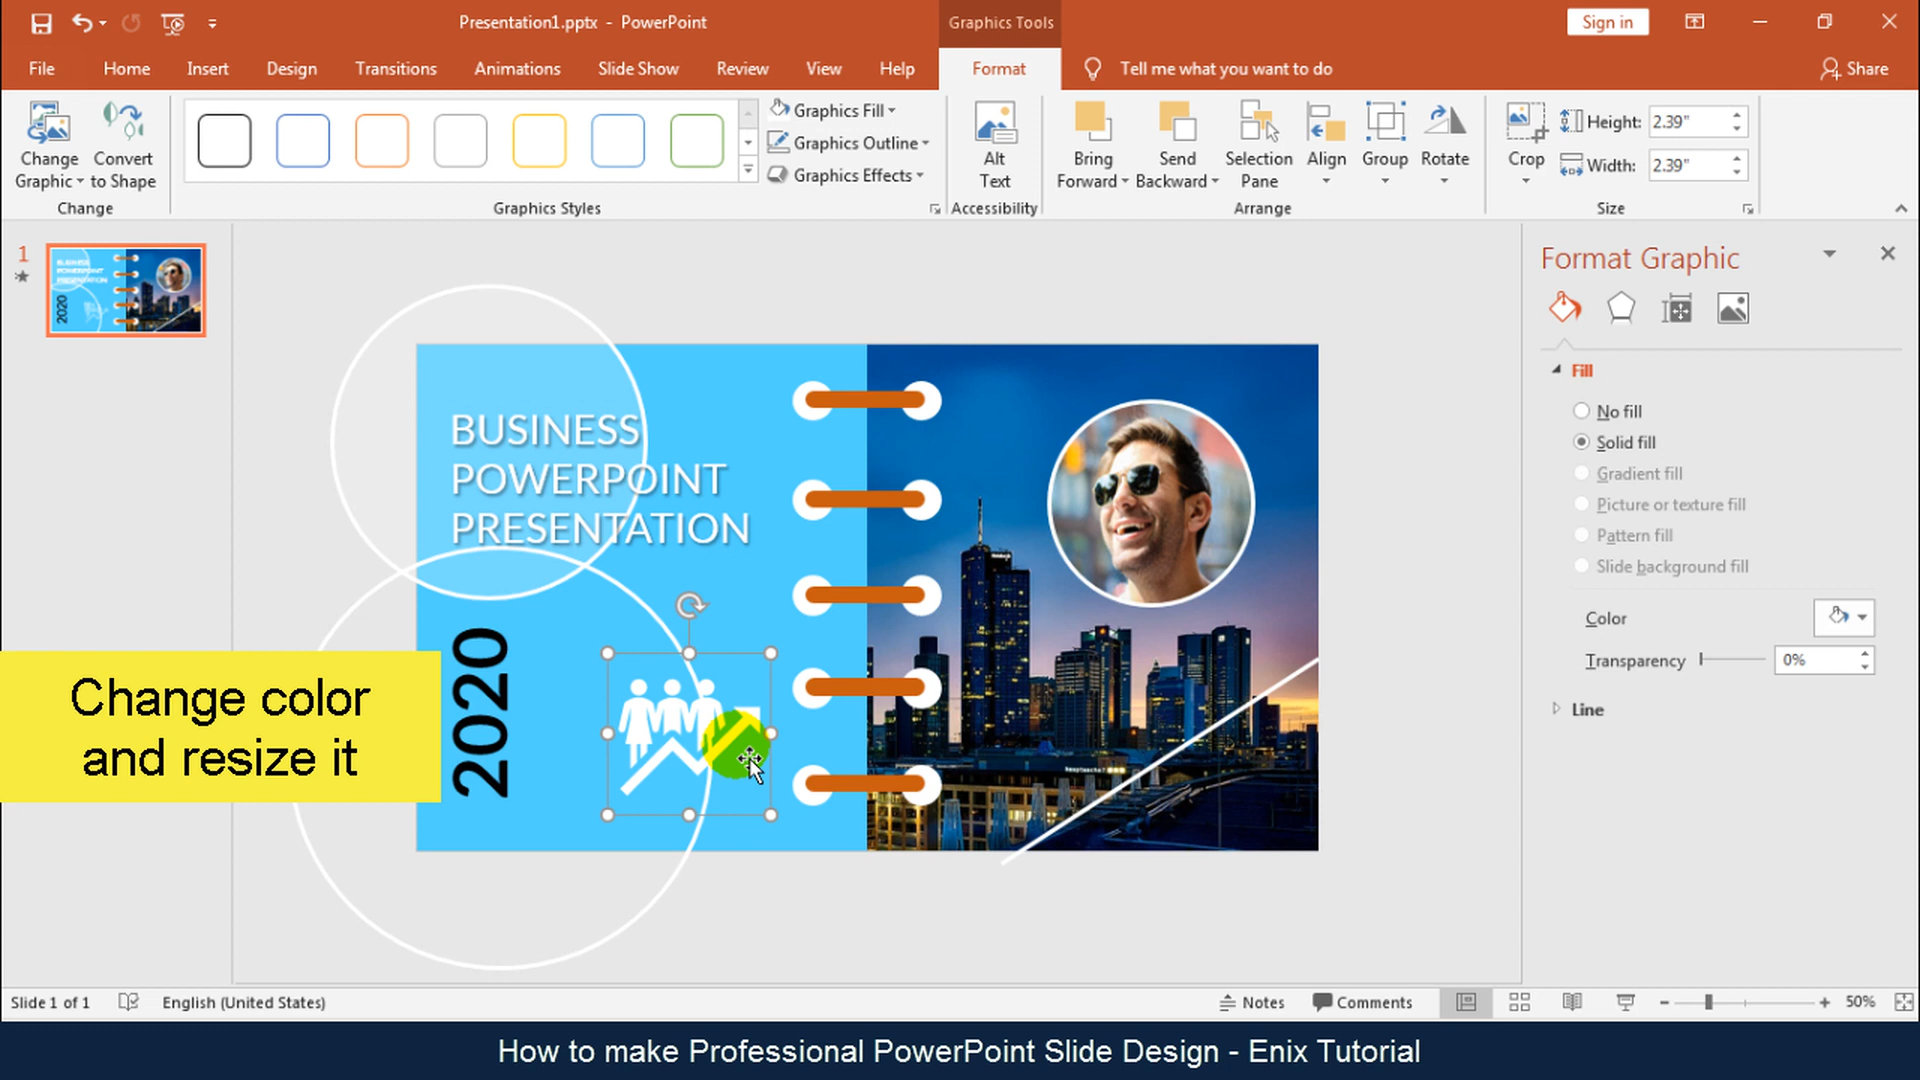 Presentation1.pptx - PowerPoint
Graphics Tools
Sign in
File
Home
Insert
Design
Transitions
Animations
Slide Show
Review
View
Help
Format
Tell me what you want to do
Share
Change
Graphic
Convert
to Shape
Change
Graphics Fill
Graphics Outline
Graphics Effects
Graphics Styles
Alt
Text
Accessibility
Bring
Forward
Send
Backward
Selection
Pane
Align
Group
Rotate
Arrange
Crop
Height:
2.39"
Width:
2.39"
Size
1
BUSINESS
POWERPOINT
PRESENTATION
2020
BUSINESS
POWERPOINT
PRESENTATION
2020
Change color
and resize it
Format Graphic
Fill
No fill
Solid fill
Gradient fill
Picture or texture fill
Pattern fill
Slide background fill
Color
Transparency
0%
Line
Slide 1 of 1
English (United States)
Notes
Comments
50%
How to make Professional PowerPoint Slide Design - Enix Tutorial